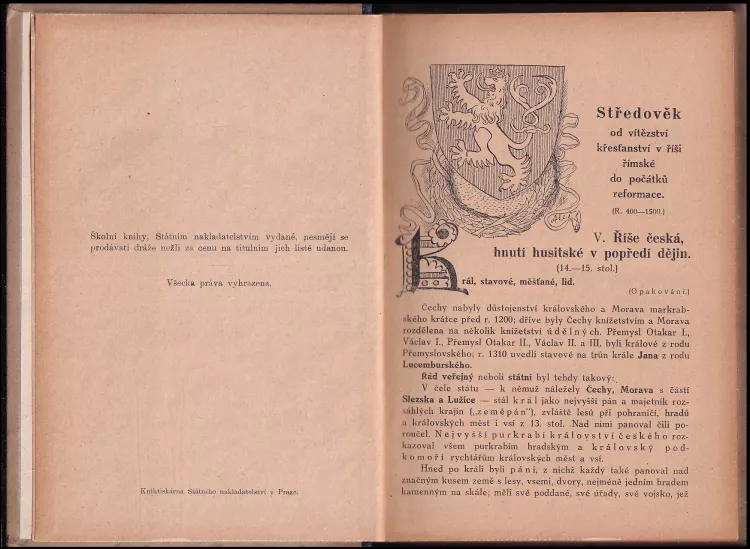 Školní knihy, Státním nakladatelstvím vydané, nesmějí se
prodávati dráže nežli za cenu na titulním jich listě udanou.
Všecka práva vyhrazena.
Knihtiskárna Státního nakladatelství v Praze.
Středověk
od vítězství
křesťanství v říši
římské
do počátků
reformace.
(R. 400—1500.)
V. Říše česká,
hnutí husitské v popředí dějin.
(14.—15. stol.)
Král, stavové, měšťané, lid.
(Opakování.)
Čechy nabyly důstojenství královského a Morava markrab-
ského krátce před r. 1200; dříve byly Čechy knížetstvím a Morava
rozdělena na několik knížetství údělných. Přemysl Otakar I.,
Václav I., Přemysl Otakar II., Václav II. a III. byli králové z rodu
Přemyslovského; r. 1310 uvedli stavové na trůn krále Jana z rodu
Lucemburského.
Řád veřejný neboli státní byl tehdy takový:
V čele státu — k němuž náležely Čechy, Morava s částí
Slezska a Lužice — stál král jako nejvyšší pán a majetník roz-
sáhlých krajin („zeměpán"), zvláště lesů při pohraničí, hradů
a královských měst i vsí z 13. stol. Nad nimi panoval čili po-
roučel. Nejvyšší purkrabí království českého roz-
kazoval všem purkrabím hradským a královský pod-
komoří rychtářům královských měst a vsí.
Hned po králi byli páni, z nichž každý také panoval nad
značným kusem země s lesy, vsemi, dvory, nejméně jedním hradem
kamenným na skále; měli své poddané, své úřady, své vojsko, jež